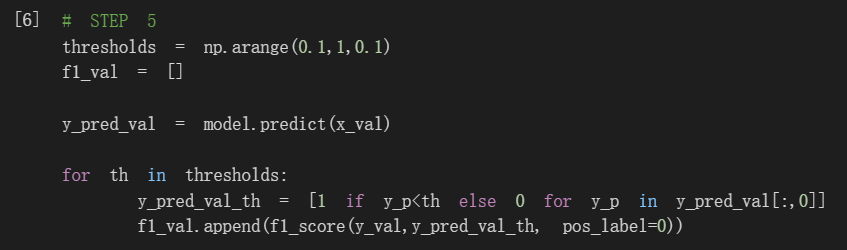 [6] # STEP 5
thresholds = np.arange(0.1,1,0.1)
f1_val = []
y_pred_val = model.predict(x_val)
for th in thresholds:
y_pred_val_th = [1 if y_p<th else 0 for y_p in y_pred_val[:,0]]
f1_val.append(f1_score(y_val,y_pred_val_th, pos_label=0))